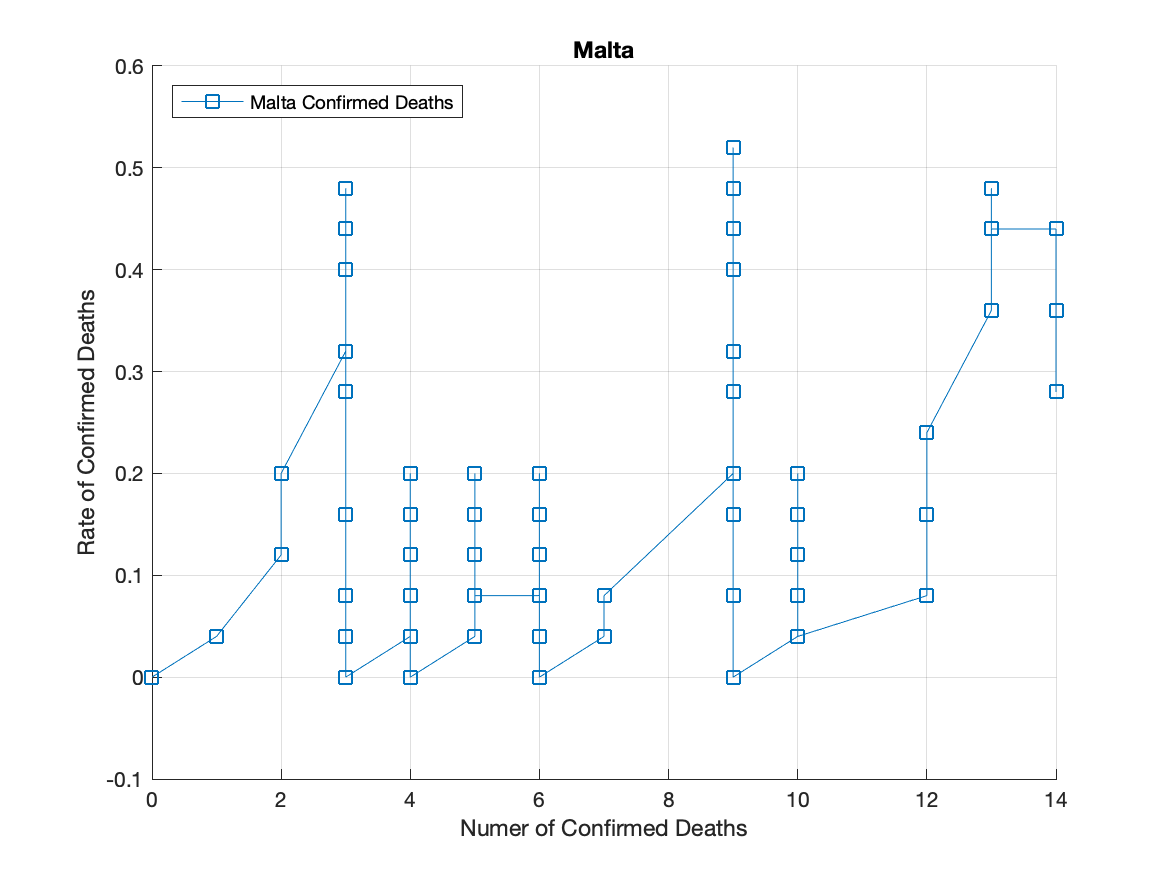 Malta
Malta Confirmed Deaths
Rate of Confirmed Deaths
0.6
0.5
0.4
0.3
0.2
0.1
0
-0.1
0 2 4 6 8 10 12 14
Numer of Confirmed Deaths